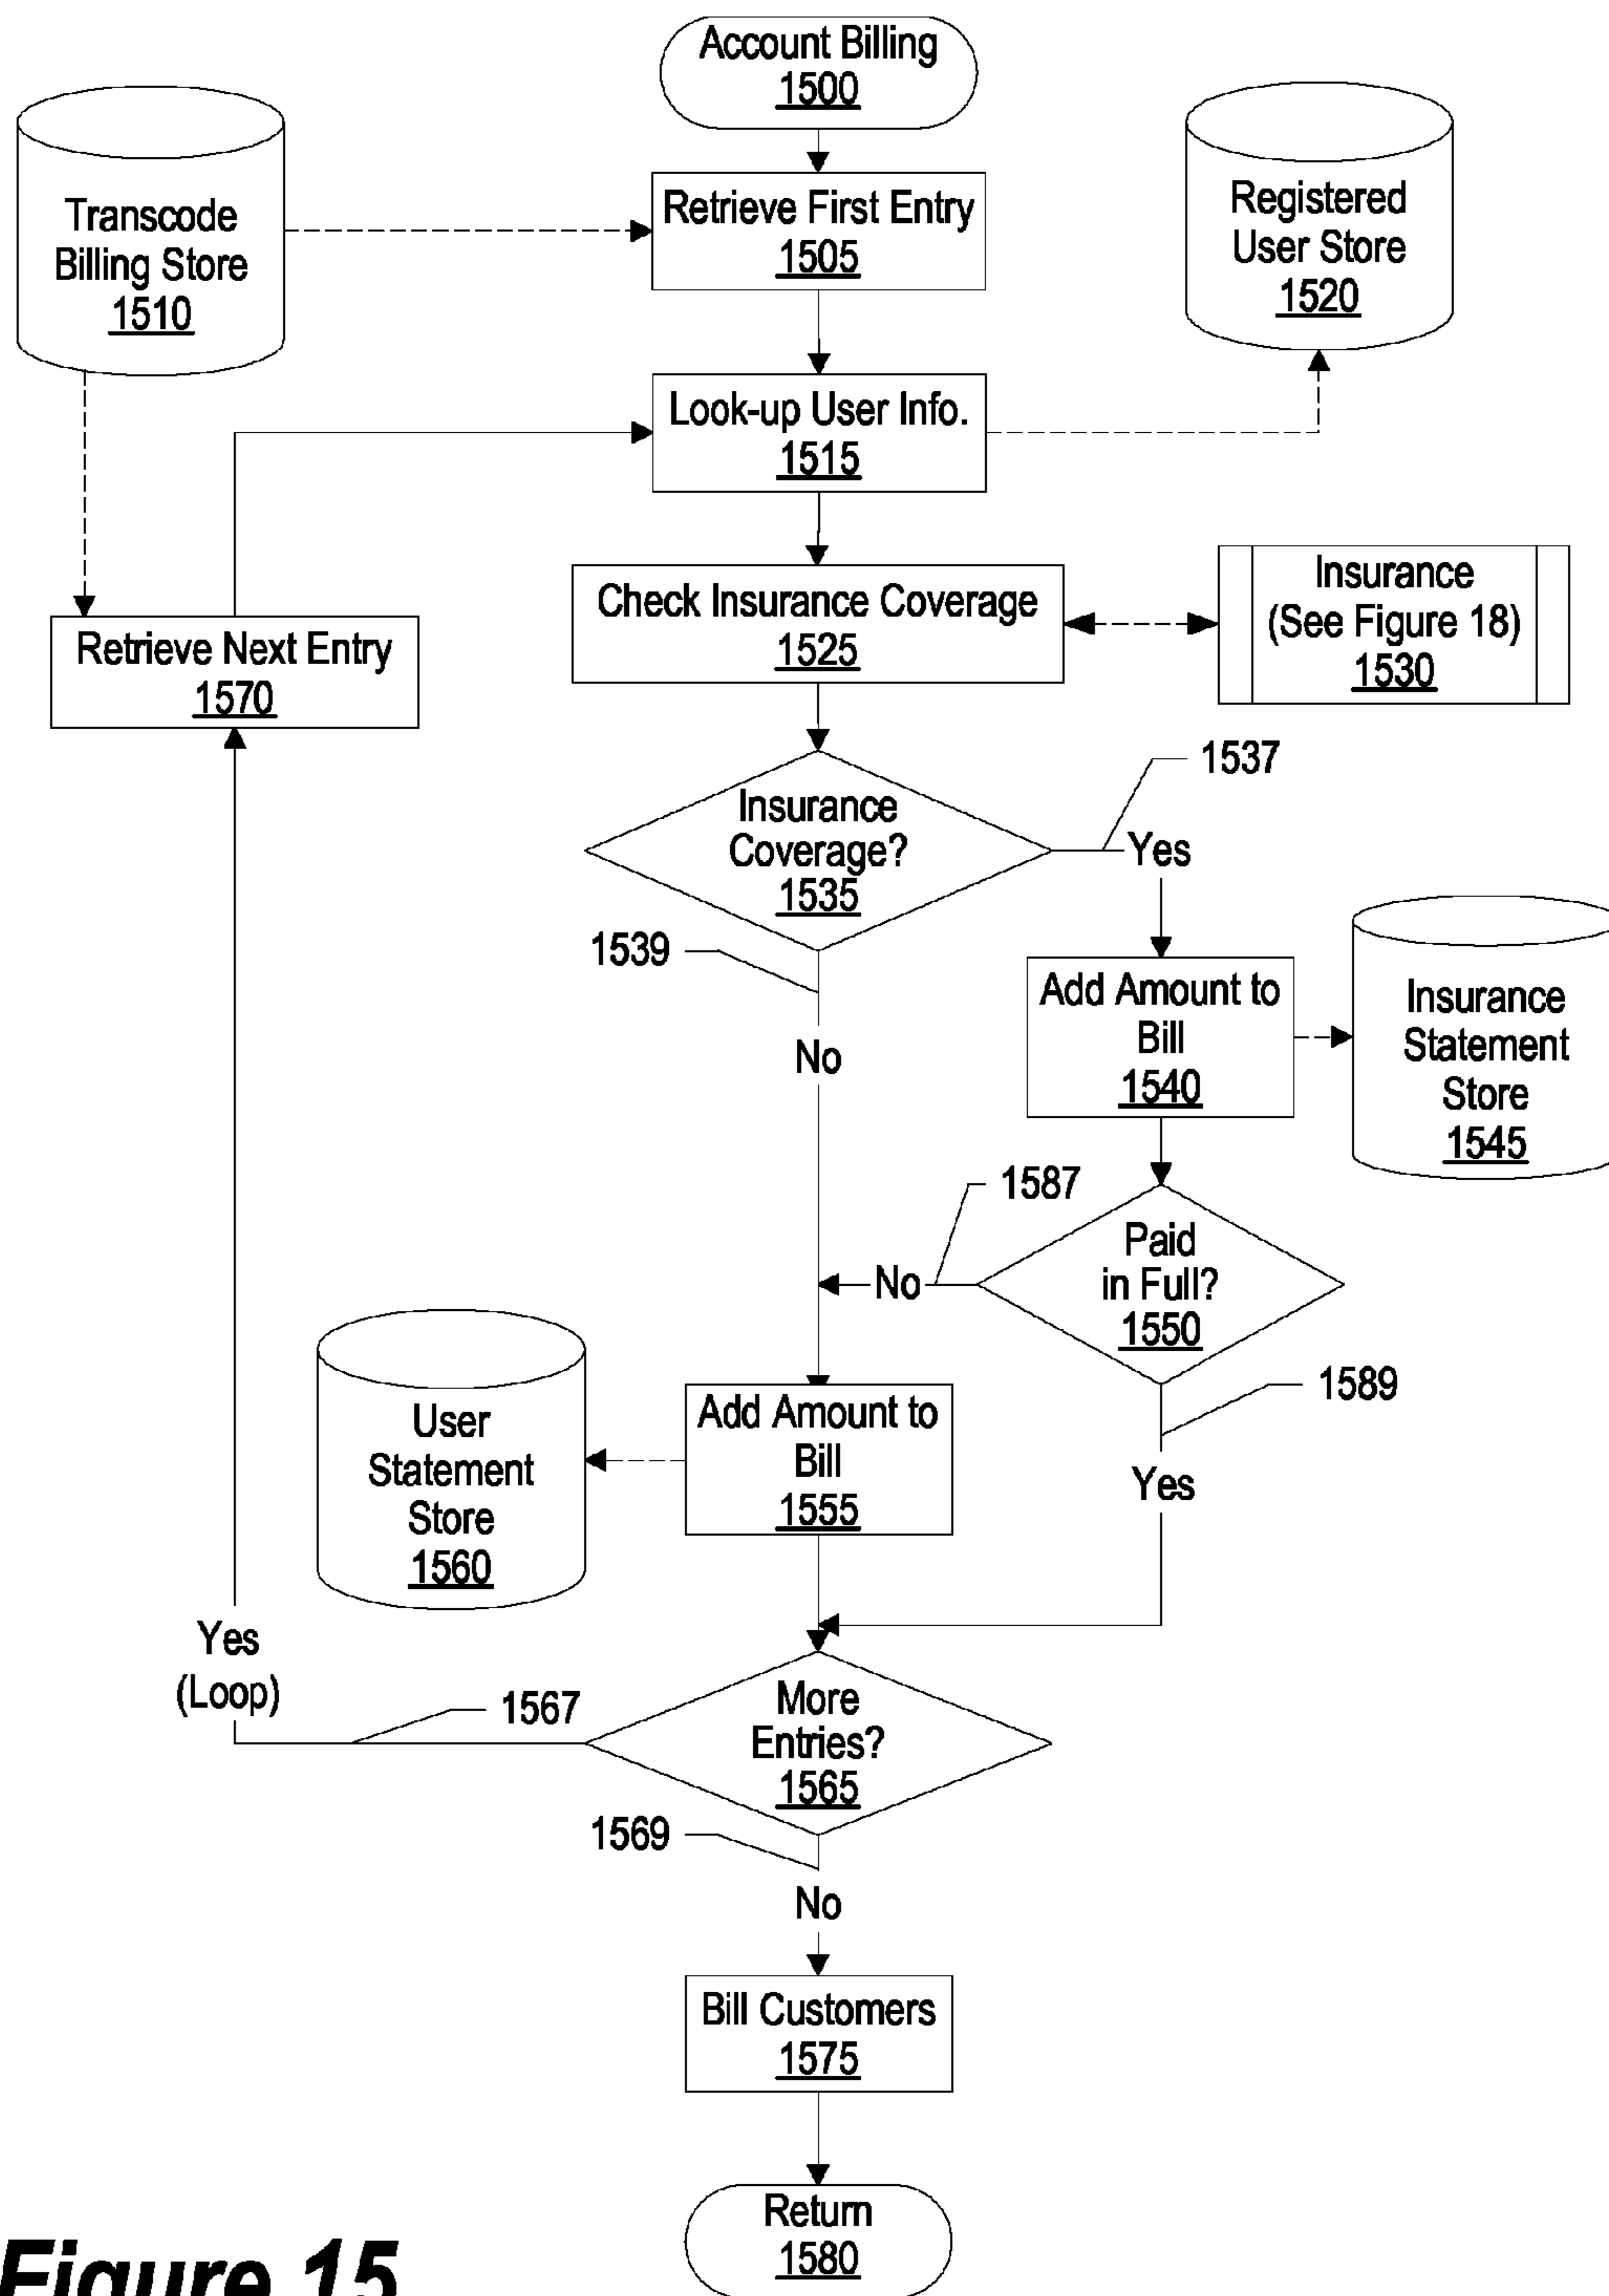 Account Billing
1500
Transcode
Billing Store
1510
Retrieve First Entry
1505
Registered
User Store
1520
Look-up User Info.
1515
Check Insurance Coverage
1525
Insurance
(See Figure 18)
1530
Retrieve Next Entry
1570
1537
Insurance
Coverage?
1535
Yes
1539
No
Add Amount to
Bill
1540
Insurance
Statement
Store
1545
1587
Paid
in Full?
1550
No
1589
Yes
User
Statement
Store
1560
Add Amount to
Bill
1555
Yes
(Loop)
1567
More
Entries?
1565
1569
No
Bill Customers
1575
Return
1580
Figure 15